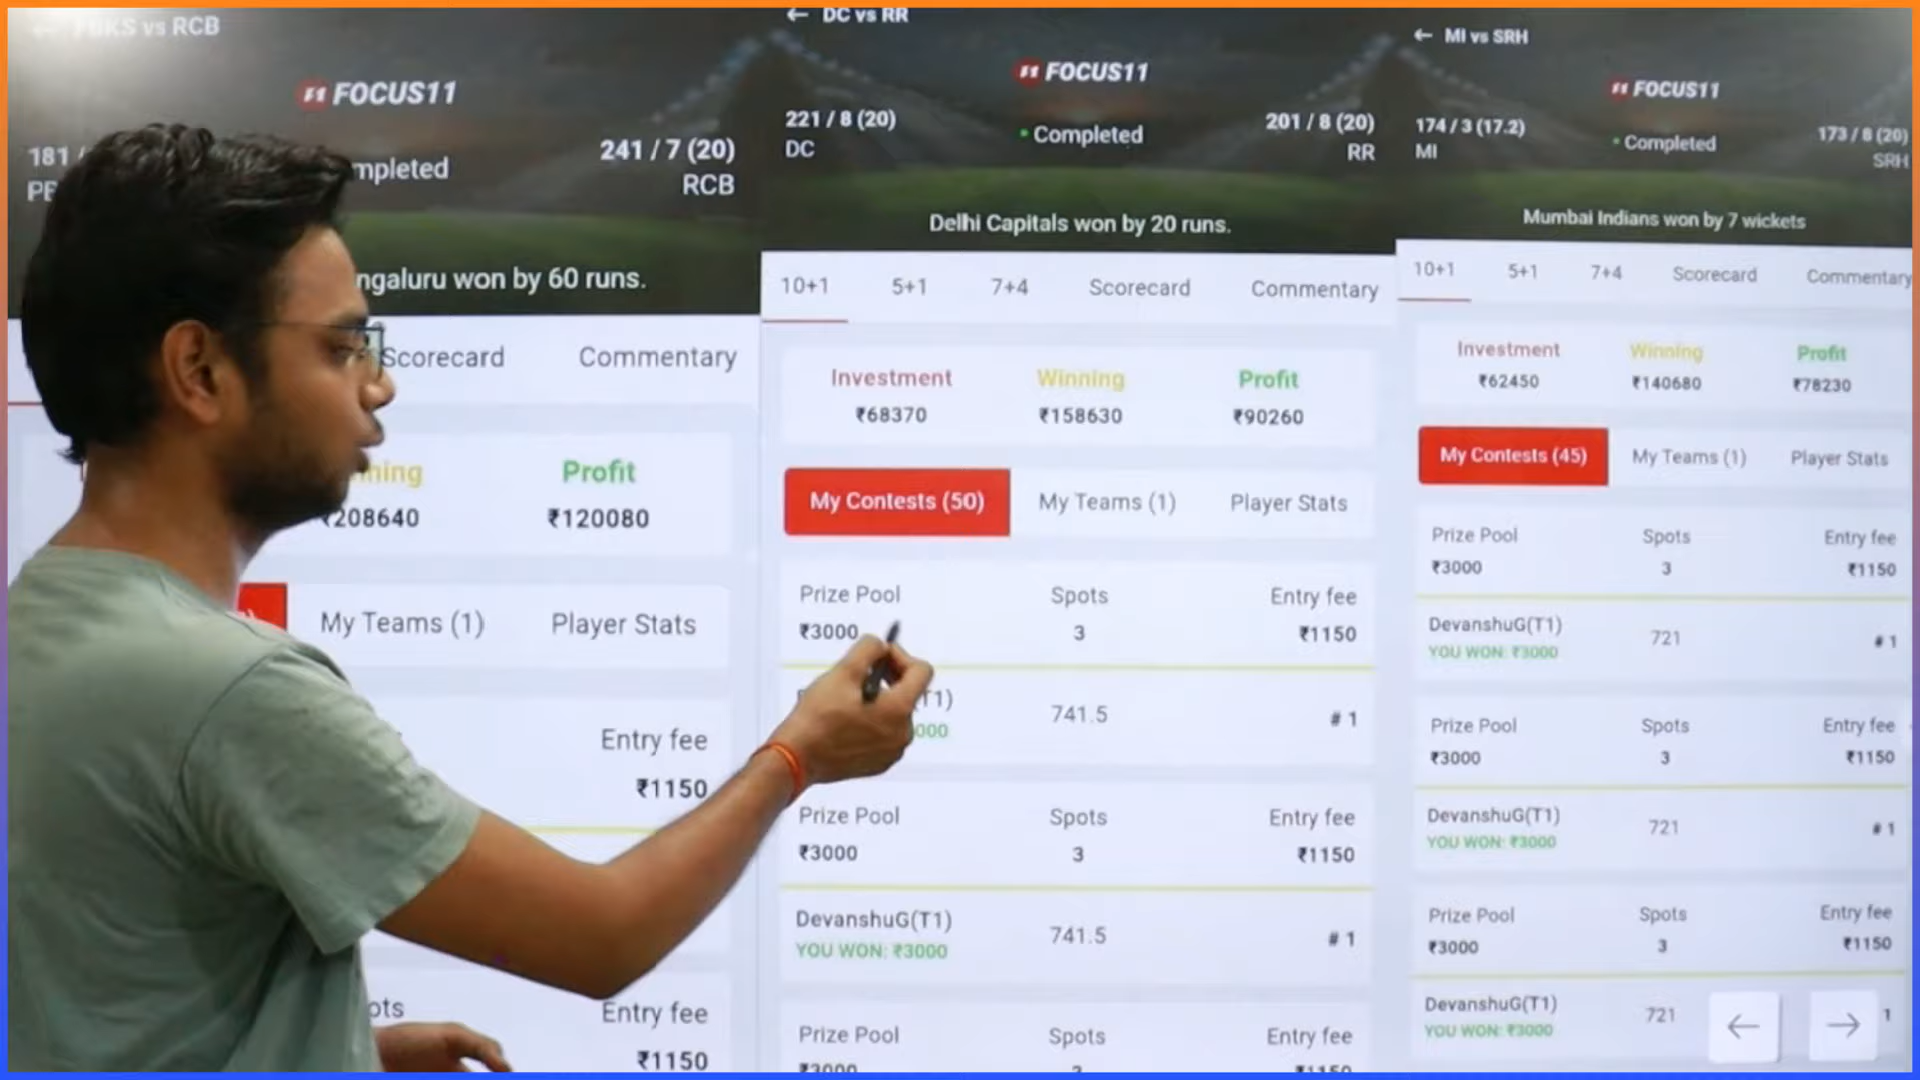 PBKS vs RCB
FOCUS11
181 /
mpleted
241 / 7 (20)
RCB
ngaluru won by 60 runs.
Scorecard
Commentary
ning
Profit
₹208640
₹120080
My Teams (1)
Player Stats
Entry fee
₹1150
ots
Entry fee
₹1150
← DC vs RR
FOCUS11
221 / 8 (20)
DC
Completed
201 / 8 (20)
RR
Delhi Capitals won by 20 runs.
10+1 5+1 7+4 Scorecard Commentary
Investment Winning Profit
₹68370 ₹158630 ₹90260
My Contests (50) My Teams (1) Player Stats
Prize Pool Spots Entry fee
₹3000 3 ₹1150
T1) 741.5 #1
000
Prize Pool Spots Entry fee
₹3000 3 ₹1150
DevanshuG(T1) 741.5 #1
YOU WON: ₹3000
Prize Pool Spots Entry fee
₹3000 3 ₹1150
← MI vs SRH
FOCUS11
174 / 3 (17.2)
MI
Completed
173 / 8 (20)
SRH
Mumbai Indians won by 7 wickets
10+1 5+1 7+4 Scorecard Commentary
Investment Winning Profit
₹62450 ₹140680 ₹78230
My Contests (45) My Teams (1) Player Stats
Prize Pool Spots Entry fee
₹3000 3 ₹1150
DevanshuG(T1) 721 #1
YOU WON: ₹3000
Prize Pool Spots Entry fee
₹3000 3 ₹1150
DevanshuG(T1) 721 #1
YOU WON: ₹3000
Prize Pool Spots Entry fee
₹3000 3 ₹1150
DevanshuG(T1) 721 1
YOU WON: ₹3000
← →